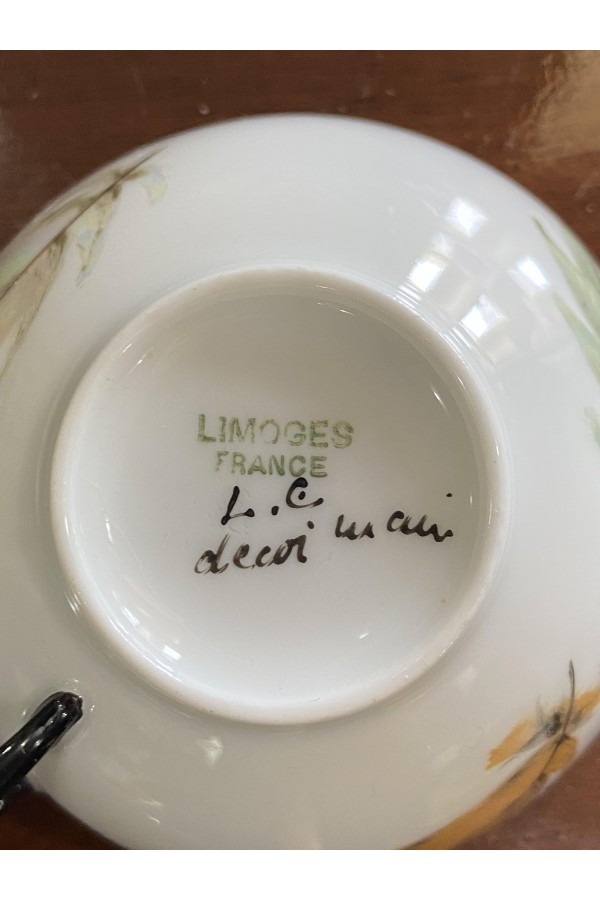 LIMOGES
FRANCE
L.C
decor main